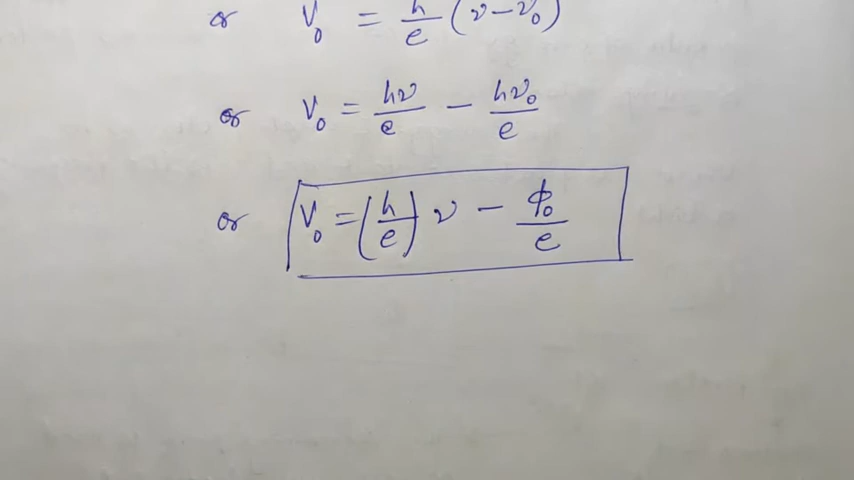 or V₀ = h/e (ν − ν₀)
or V₀ = hν/e − hν₀/e
or V₀ = (h/e) ν − ϕ₀/e